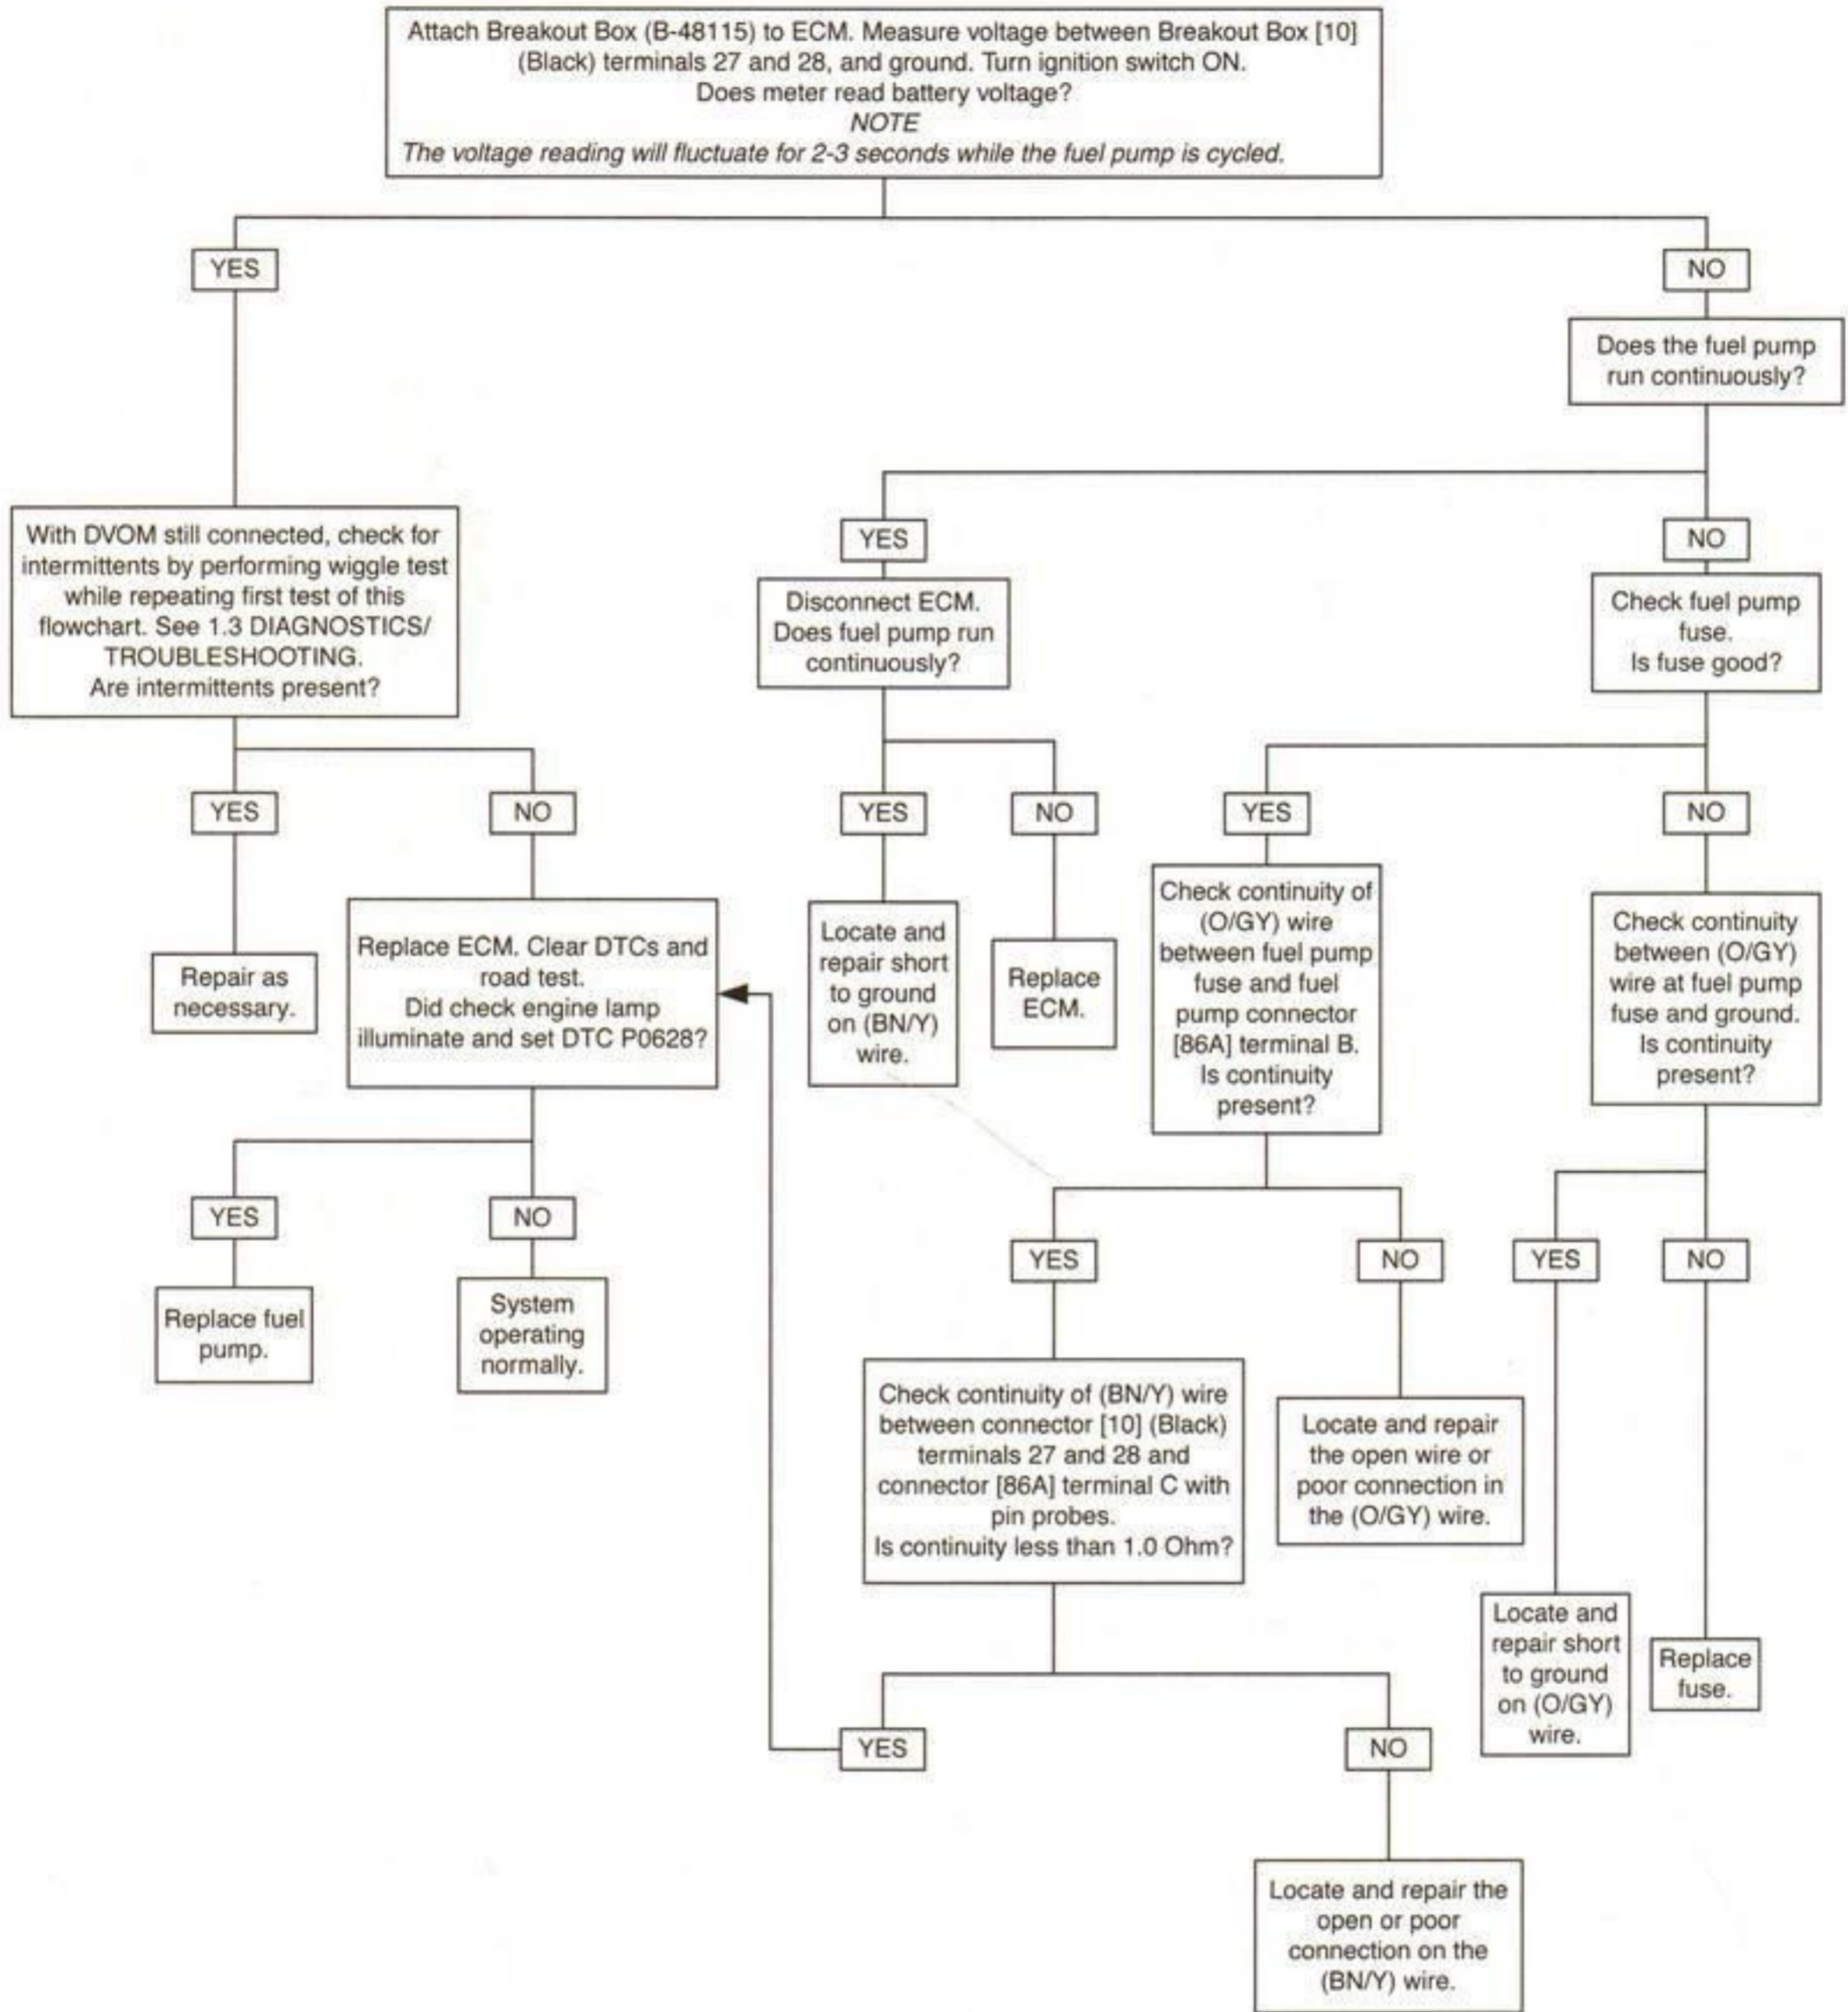 Attach Breakout Box (B-48115) to ECM. Measure voltage between Breakout Box [10]
(Black) terminals 27 and 28, and ground. Turn ignition switch ON.
Does meter read battery voltage?
NOTE
The voltage reading will fluctuate for 2-3 seconds while the fuel pump is cycled.
YES
NO
Does the fuel pump
run continuously?
With DVOM still connected, check for
intermittents by performing wiggle test
while repeating first test of this
flowchart. See 1.3 DIAGNOSTICS/
TROUBLESHOOTING.
Are intermittents present?
YES
NO
Disconnect ECM.
Does fuel pump run
continuously?
Check fuel pump
fuse.
Is fuse good?
YES
NO
YES
NO
YES
NO
Repair as
necessary.
Replace ECM. Clear DTCs and
road test.
Did check engine lamp
illuminate and set DTC P0628?
Locate and
repair short
to ground
on (BN/Y)
wire.
Replace
ECM.
Check continuity of
(O/GY) wire
between fuel pump
fuse and fuel
pump connector
[86A] terminal B.
Is continuity
present?
Check continuity
between (O/GY)
wire at fuel pump
fuse and ground.
Is continuity
present?
YES
NO
YES
NO
YES
NO
Replace fuel
pump.
System
operating
normally.
Check continuity of (BN/Y) wire
between connector [10] (Black)
terminals 27 and 28 and
connector [86A] terminal C with
pin probes.
Is continuity less than 1.0 Ohm?
Locate and repair
the open wire or
poor connection in
the (O/GY) wire.
Locate and
repair short
to ground
on (O/GY)
wire.
Replace
fuse.
YES
NO
Locate and repair the
open or poor
connection on the
(BN/Y) wire.